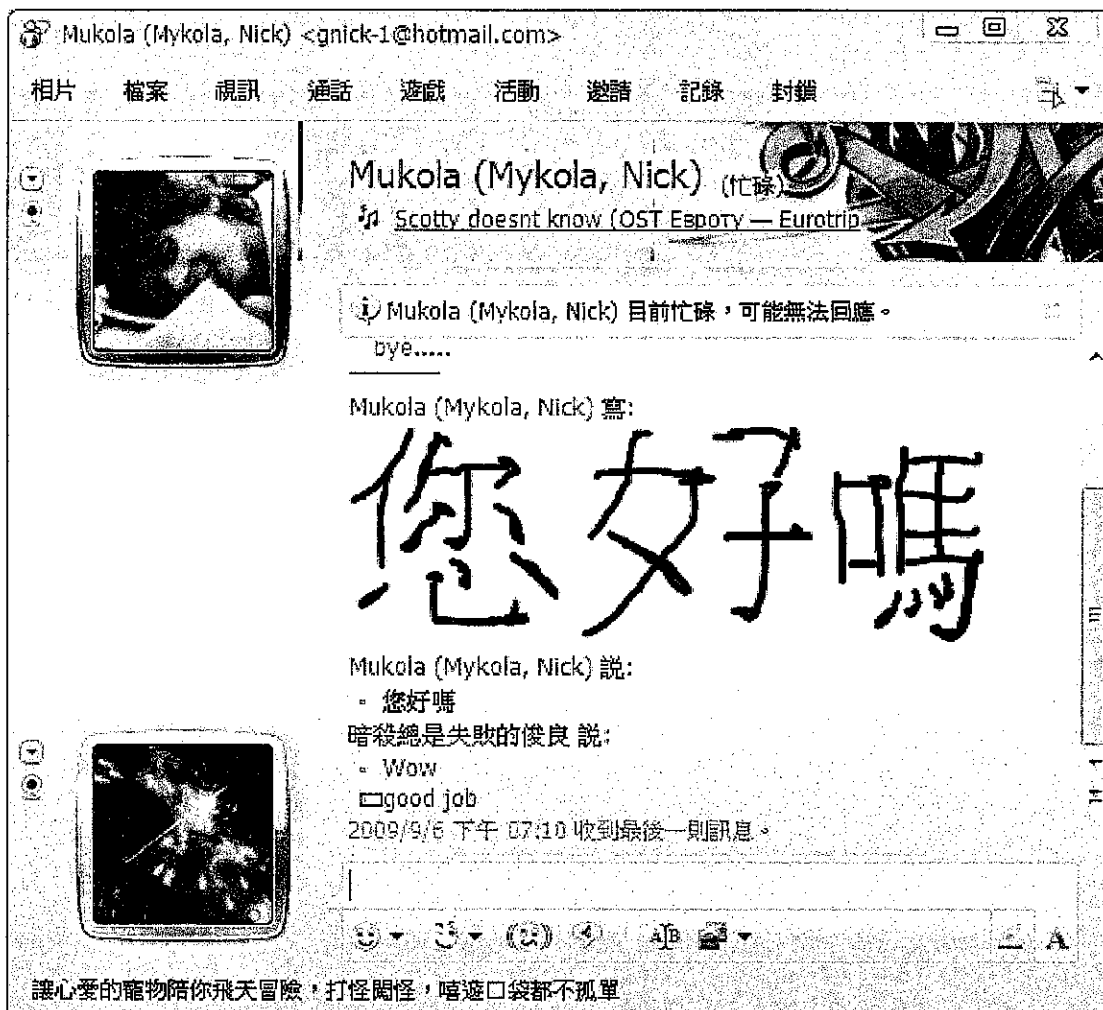 Mukola (Mykola, Nick) <gnick-1@hotmail.com>
相片 檔案 視訊 通話 遊戲 活動 邀請 記錄 封鎖
Mukola (Mykola, Nick) (忙碌)
Scotty doesnt know (OST Евроту — Eurotrip
Mukola (Mykola, Nick) 目前忙碌，可能無法回應。
bye.....
Mukola (Mykola, Nick) 寫:
您好嗎
Mukola (Mykola, Nick) 說:
您好嗎
暗殺總是失敗的俊良 說:
Wow
good job
2009/9/6 下午 07:10 收到最後一則訊息。
讓心愛的寵物陪你飛天冒險，打怪闖怪，嘻遊口袋都不孤單